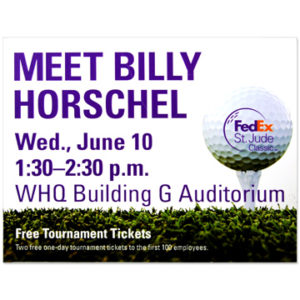 MEET BILLY
HORSCHEL
Wed., June 10
1:30–2:30 p.m.
WHQ Building G Auditorium
FedEx
St. Jude
Classic
Free Tournament Tickets
Two free one-day tournament tickets to the first 100 employees.